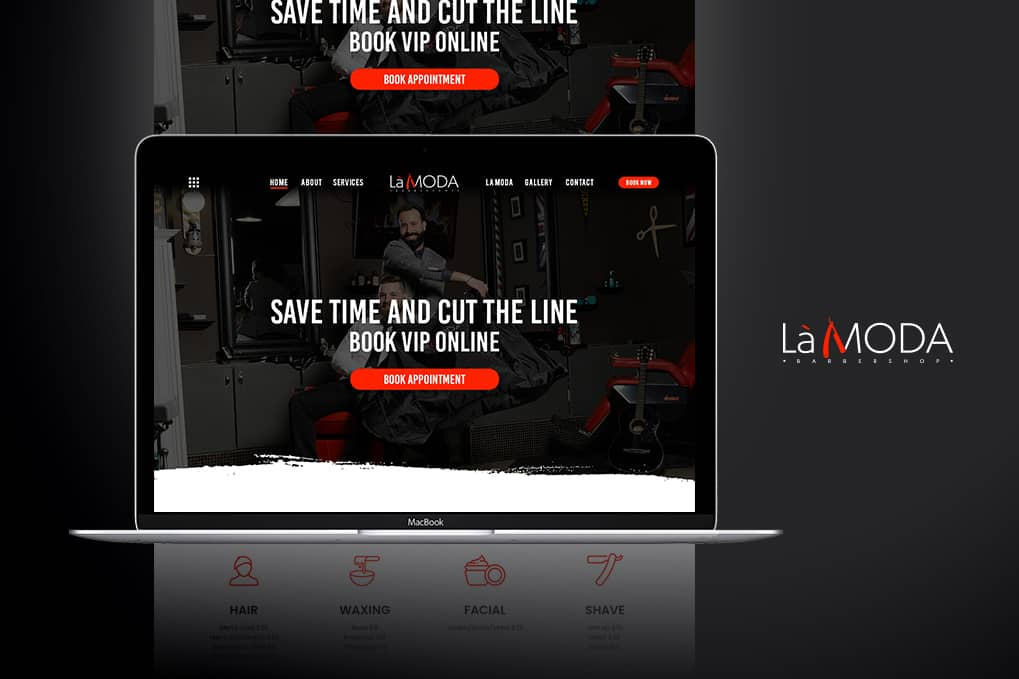 SAVE TIME AND CUT THE LINE
BOOK VIP ONLINE
BOOK APPOINTMENT
HOME ABOUT SERVICES LàMODA LA MODA GALLERY CONTACT BOOK NOW
SAVE TIME AND CUT THE LINE
BOOK VIP ONLINE
BOOK APPOINTMENT
LàMODA
BARBERSHOP
MacBook
HAIR WAXING FACIAL SHAVE